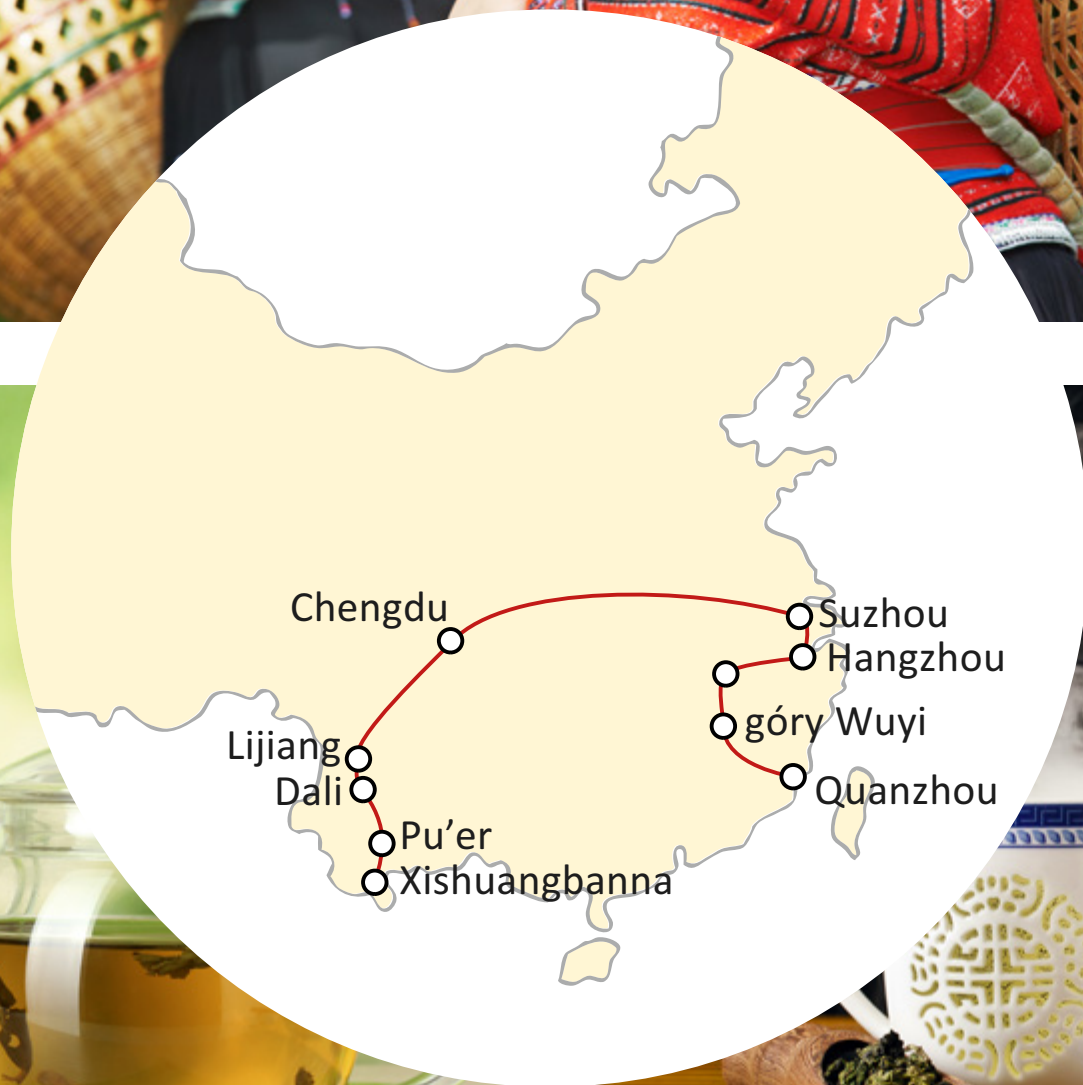 Chengdu
Suzhou
Hangzhou
góry Wuyi
Lijiang
Dali
Quanzhou
Pu’er
Xishuangbanna